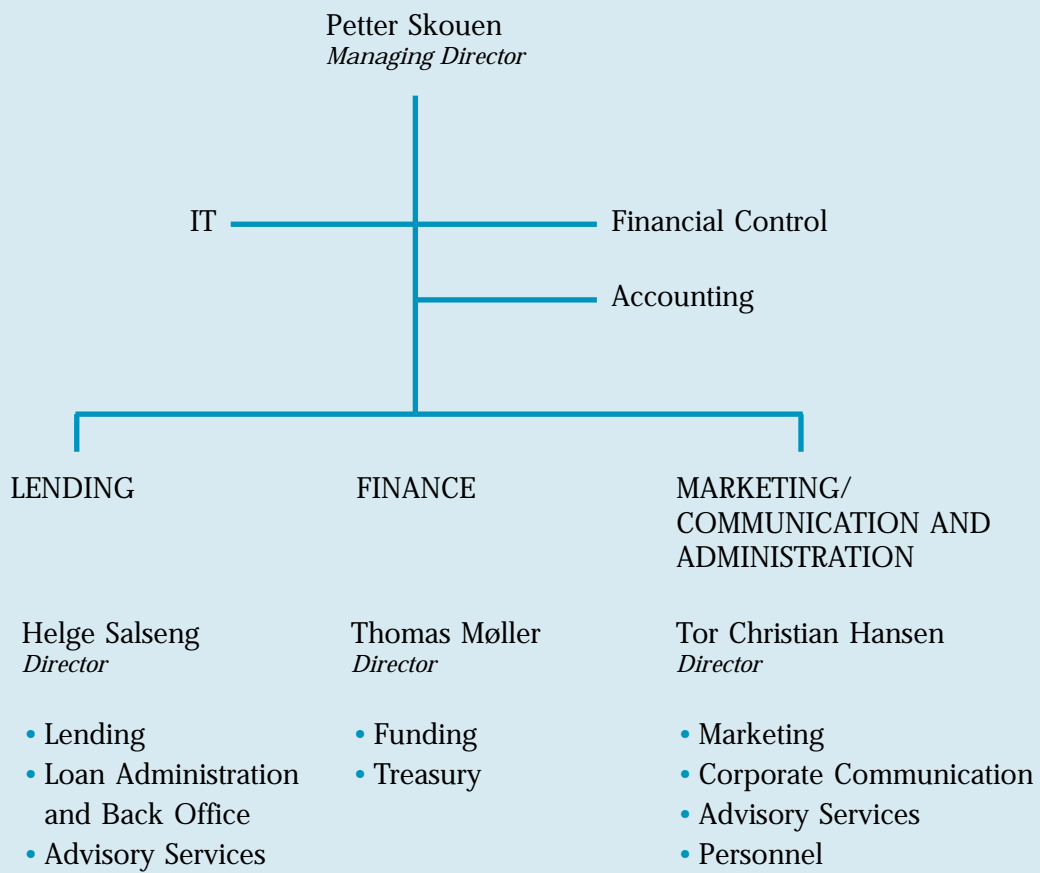 Petter Skouen
Managing Director
IT
Financial Control
Accounting
LENDING
FINANCE
MARKETING/
COMMUNICATION AND
ADMINISTRATION
Helge Salseng
Director
• Lending
• Loan Administration
and Back Office
• Advisory Services
Thomas Møller
Director
• Funding
• Treasury
Tor Christian Hansen
Director
• Marketing
• Corporate Communication
• Advisory Services
• Personnel